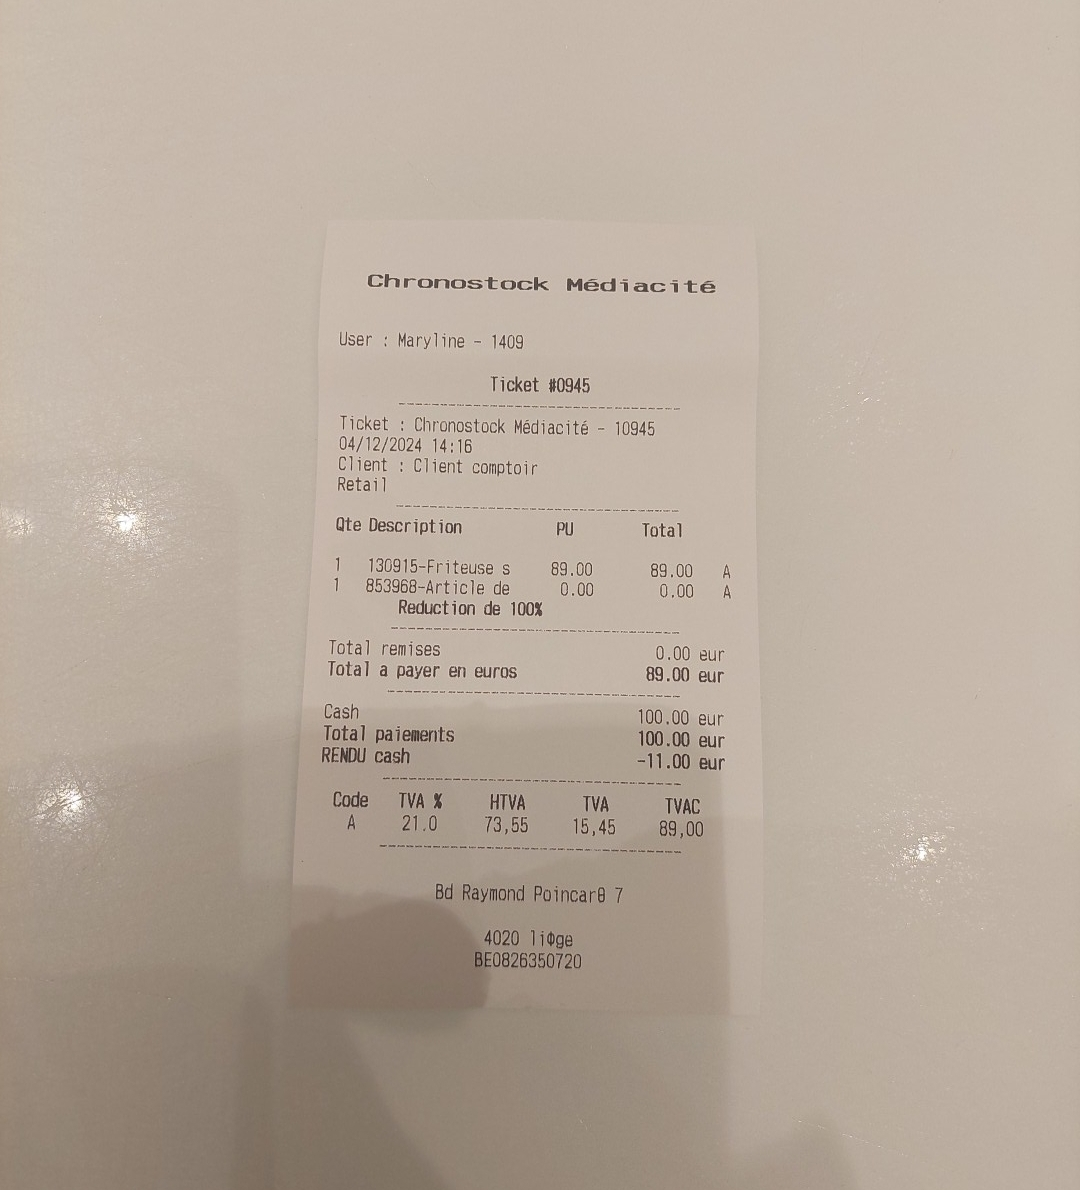 Chronostock Médiacité
User : Maryline - 1409
Ticket #0945
Ticket : Chronostock Médiacité - 10945
04/12/2024 14:16
Client : Client comptoir
Retail
Qte Description PU Total
1 130915-Friteuse s 89.00 89.00 A
1 853968-Article de 0.00 0.00 A
Reduction de 100%
Total remises 0.00 eur
Total a payer en euros 89.00 eur
Cash 100.00 eur
Total paiements 100.00 eur
RENDU cash -11.00 eur
Code TVA % HTVA TVA TVAC
A 21.0 73,55 15,45 89,00
Bd Raymond Poincarθ 7
4020 liΦge
BE0826350720